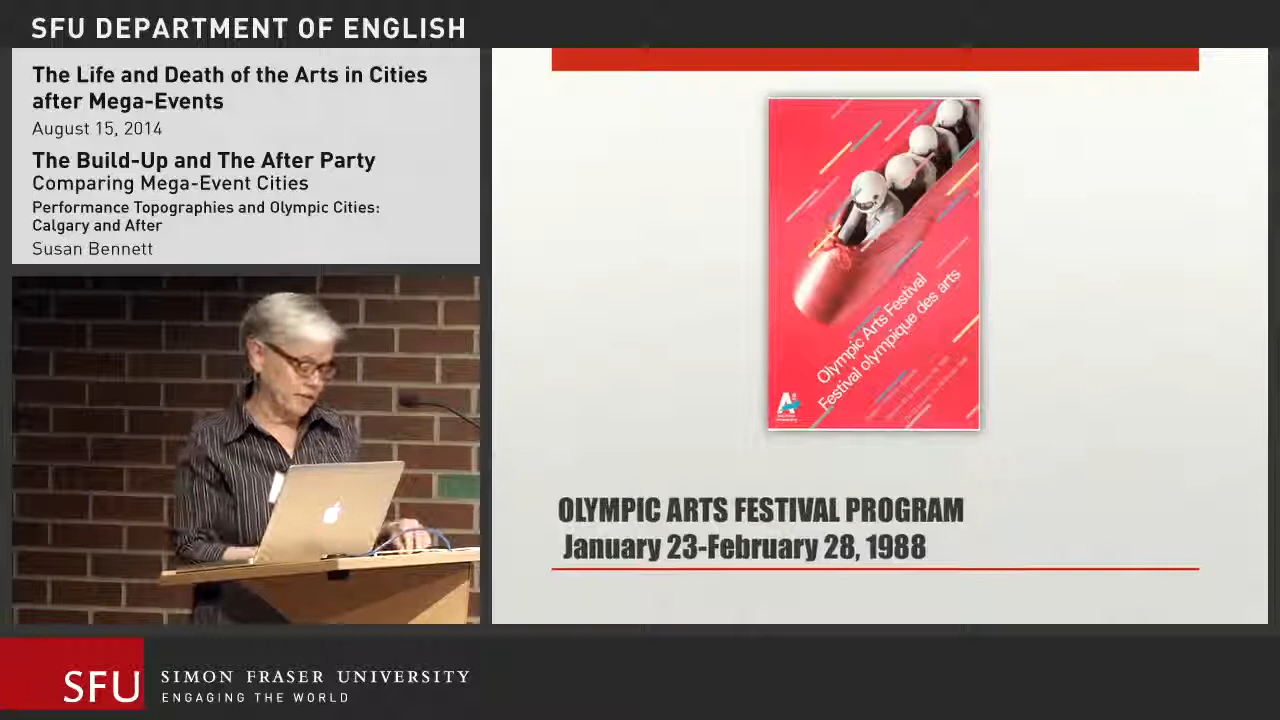 SFU DEPARTMENT OF ENGLISH
The Life and Death of the Arts in Cities
after Mega-Events
August 15, 2014
The Build-Up and The After Party
Comparing Mega-Event Cities
Performance Topographies and Olympic Cities:
Calgary and After
Susan Bennett
Olympic Arts Festival
Festival olympique des arts
OLYMPIC ARTS FESTIVAL PROGRAM
January 23-February 28, 1988
SFU
SIMON FRASER UNIVERSITY
ENGAGING THE WORLD